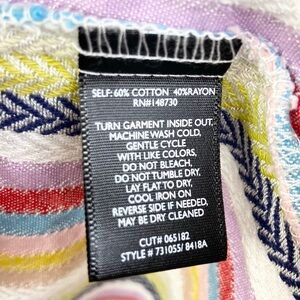 SELF: 60% COTTON 40%RAYON
RN#148730
TURN GARMENT INSIDE OUT.
MACHINE WASH COLD,
GENTLE CYCLE
WITH LIKE COLORS,
DO NOT BLEACH,
DO NOT TUMBLE DRY.
LAY FLAT TO DRY,
COOL IRON ON
REVERSE SIDE IF NEEDED,
MAY BE DRY CLEANED
CUT# 065182
STYLE # 731055/ 8418A